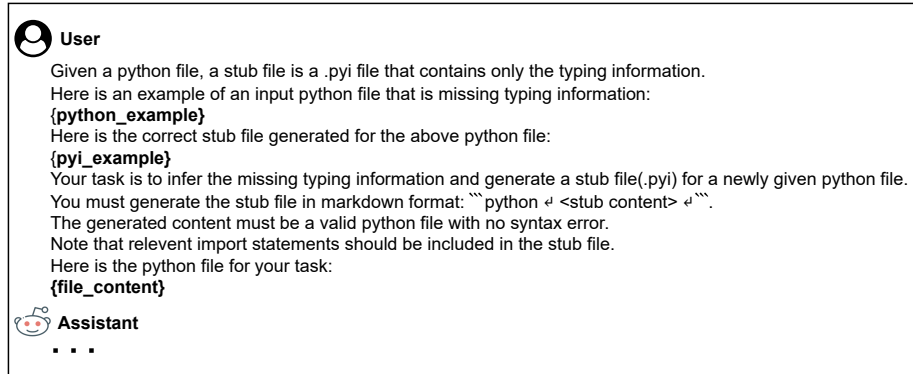 User
Given a python file, a stub file is a .pyi file that contains only the typing information.
Here is an example of an input python file that is missing typing information:
{python_example}
Here is the correct stub file generated for the above python file:
{pyi_example}
Your task is to infer the missing typing information and generate a stub file(.pyi) for a newly given python file.
You must generate the stub file in markdown format: ```python ↵ <stub content> ↵```.
The generated content must be a valid python file with no syntax error.
Note that relevent import statements should be included in the stub file.
Here is the python file for your task:
{file_content}
Assistant
. . .